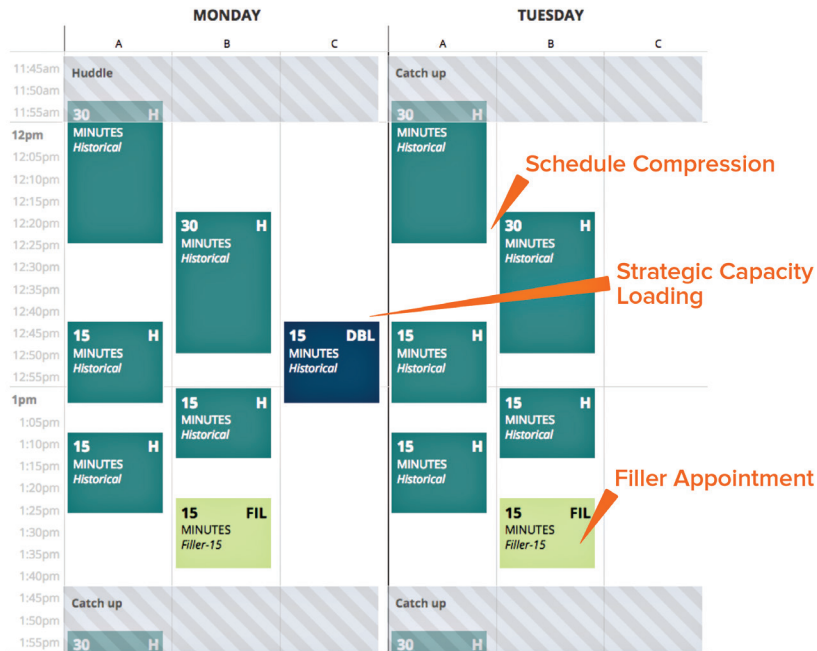 MONDAY TUESDAY
A B C A B C
11:45am Huddle Catch up
11:50am
11:55am 30 H 30 H
12pm MINUTES MINUTES
12:05pm Historical Historical
12:10pm Schedule Compression
12:15pm
12:20pm 30 H 30 H
12:25pm MINUTES MINUTES
12:30pm Historical Historical
Strategic Capacity
12:35pm Loading
12:40pm
12:45pm 15 H 15 DBL 15 H
12:50pm MINUTES MINUTES MINUTES
12:55pm Historical Historical Historical
1pm 15 H 15 H
1:05pm MINUTES MINUTES
Historical Historical
1:10pm 15 H 15 H
1:15pm MINUTES MINUTES
1:20pm Historical Historical
Filler Appointment
1:25pm 15 FIL 15 FIL
1:30pm MINUTES MINUTES
1:35pm Filler-15 Filler-15
1:40pm
1:45pm Catch up Catch up
1:50pm
1:55pm 30 H 30 H